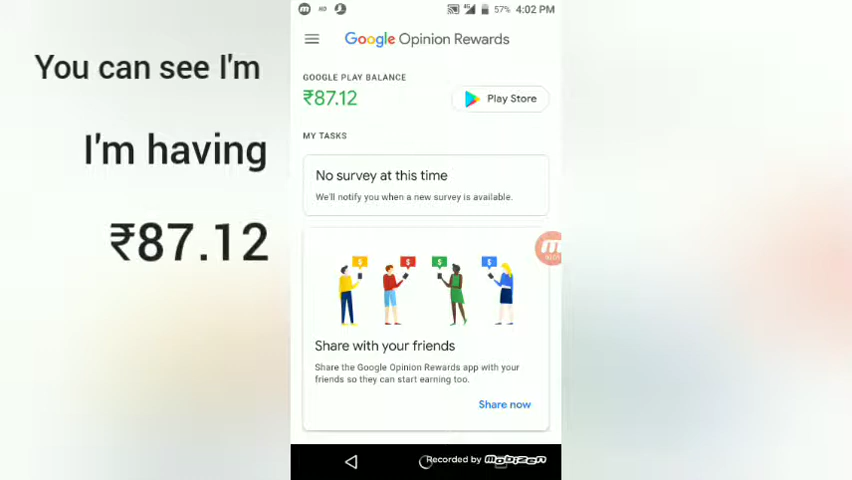 You can see I'm
I'm having
₹87.12
HD 4G 57% 4:02 PM
Google Opinion Rewards
GOOGLE PLAY BALANCE
₹87.12
Play Store
MY TASKS
No survey at this time
We'll notify you when a new survey is available.
$ $ $ $
Share with your friends
Share the Google Opinion Rewards app with your
friends so they can start earning too.
Share now
Recorded by mobizen